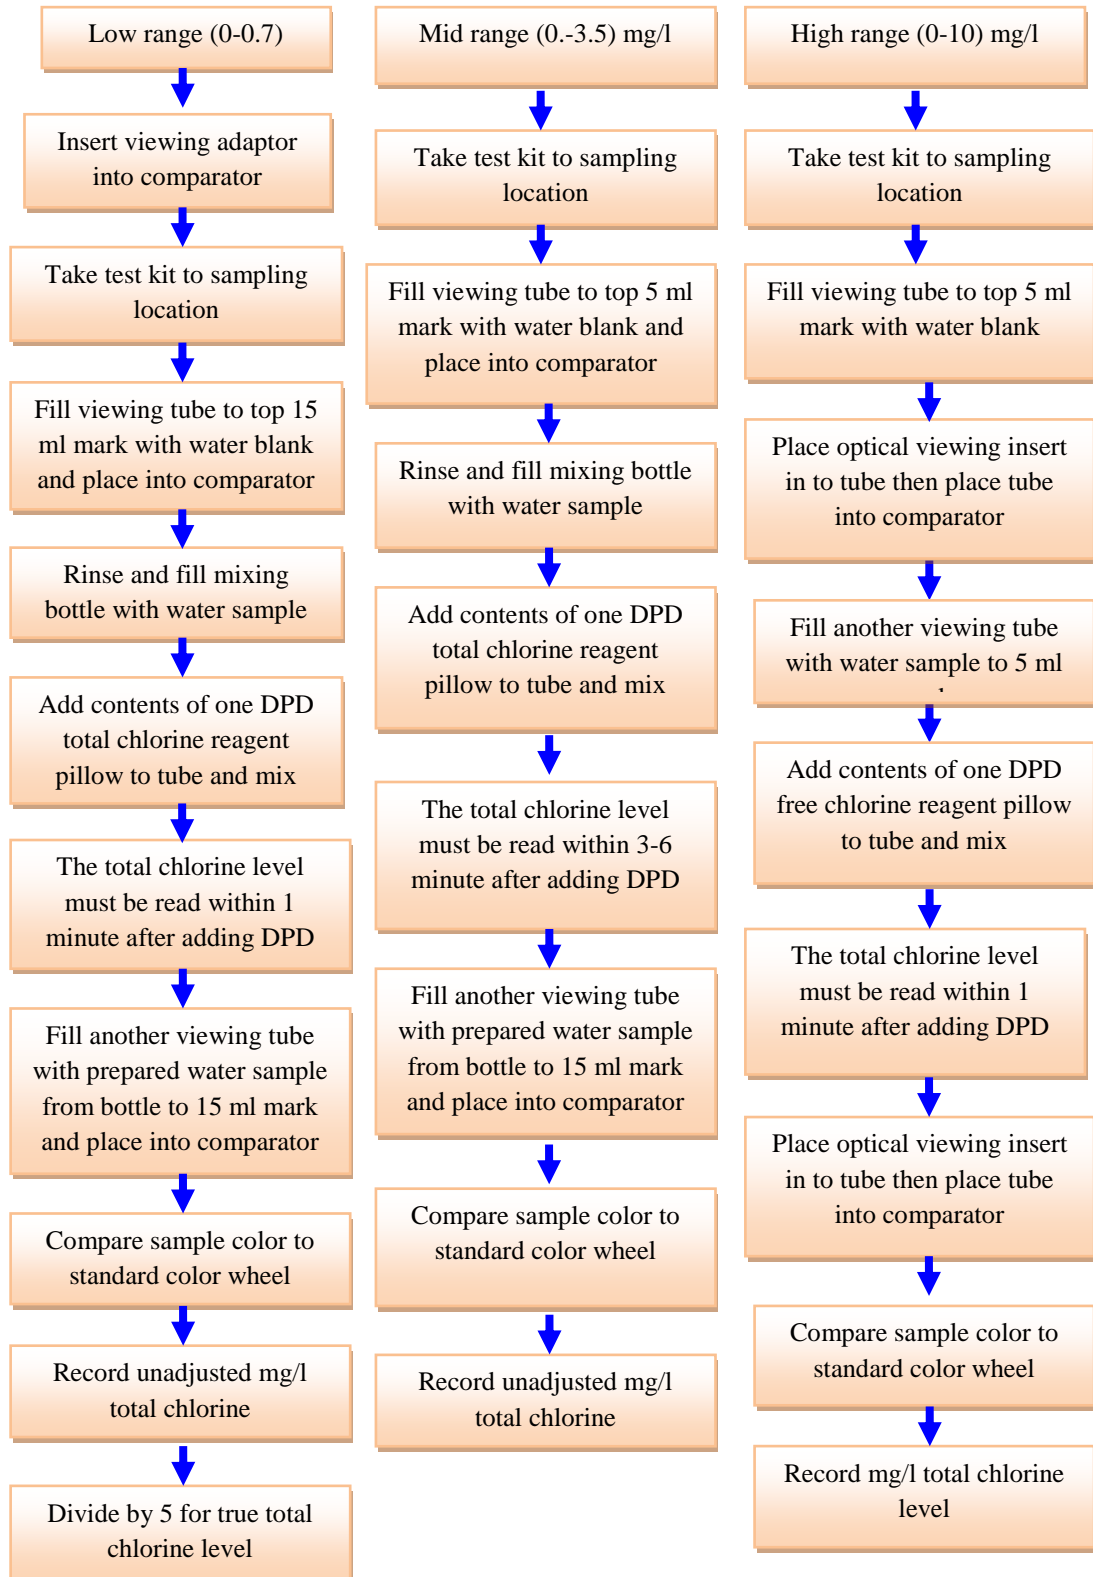 Low range (0-0.7)
Insert viewing adaptor
into comparator
Take test kit to sampling
location
Fill viewing tube to top 15
ml mark with water blank
and place into comparator
Rinse and fill mixing
bottle with water sample
Add contents of one DPD
total chlorine reagent
pillow to tube and mix
The total chlorine level
must be read within 1
minute after adding DPD
Fill another viewing tube
with prepared water sample
from bottle to 15 ml mark
and place into comparator
Compare sample color to
standard color wheel
Record unadjusted mg/l
total chlorine
Divide by 5 for true total
chlorine level
Mid range (0.-3.5) mg/l
Take test kit to sampling
location
Fill viewing tube to top 5 ml
mark with water blank and
place into comparator
Rinse and fill mixing bottle
with water sample
Add contents of one DPD
total chlorine reagent
pillow to tube and mix
The total chlorine level
must be read within 3-6
minute after adding DPD
Fill another viewing tube
with prepared water sample
from bottle to 15 ml mark
and place into comparator
Compare sample color to
standard color wheel
Record unadjusted mg/l
total chlorine
High range (0-10) mg/l
Take test kit to sampling
location
Fill viewing tube to top 5 ml
mark with water blank
Place optical viewing insert
in to tube then place tube
into comparator
Fill another viewing tube
with water sample to 5 ml
Add contents of one DPD
free chlorine reagent pillow
to tube and mix
The total chlorine level
must be read within 1
minute after adding DPD
Place optical viewing insert
in to tube then place tube
into comparator
Compare sample color to
standard color wheel
Record mg/l total chlorine
level